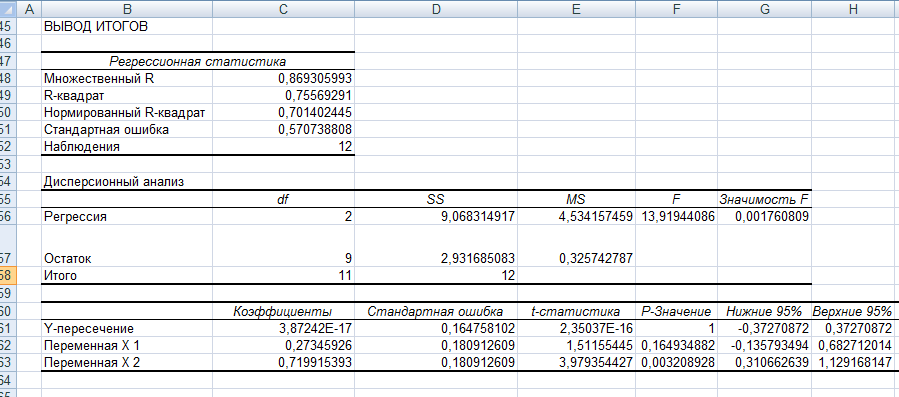 A B C D E F G H
45 ВЫВОД ИТОГОВ
46
47 Регрессионная статистика
48 Множественный R 0,869305993
49 R-квадрат 0,75569291
50 Нормированный R-квадрат 0,701402445
51 Стандартная ошибка 0,570738808
52 Наблюдения 12
53
54 Дисперсионный анализ
55 df SS MS F Значимость F
56 Регрессия 2 9,068314917 4,534157459 13,91944086 0,001760809
57 Остаток 9 2,931685083 0,325742787
58 Итого 11 12
59
60 Коэффициенты Стандартная ошибка t-статистика P-Значение Нижние 95% Верхние 95%
61 Y-пересечение 3,87242E-17 0,164758102 2,35037E-16 1 -0,37270872 0,37270872
62 Переменная X 1 0,27345926 0,180912609 1,51155445 0,164934882 -0,135793494 0,682712014
63 Переменная X 2 0,719915393 0,180912609 3,979354427 0,003208928 0,310662639 1,129168147
64